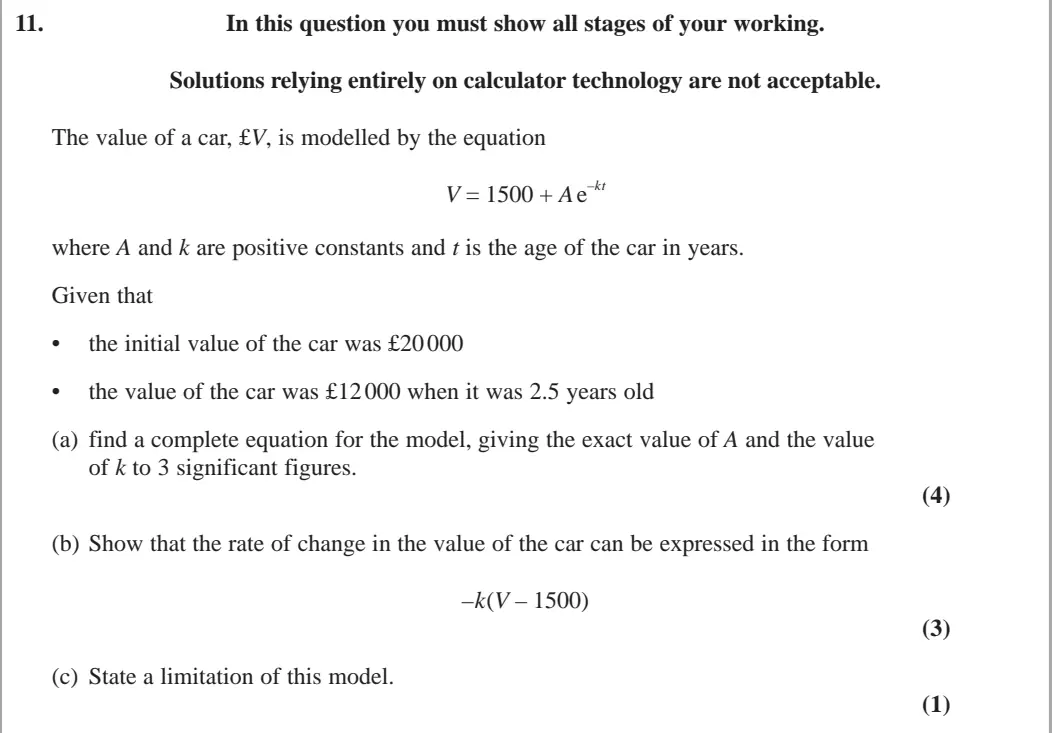 11. In this question you must show all stages of your working.
Solutions relying entirely on calculator technology are not acceptable.
The value of a car, £V, is modelled by the equation
V = 1500 + Ae^{–kt}
where A and k are positive constants and t is the age of the car in years.
Given that
• the initial value of the car was £20 000
• the value of the car was £12 000 when it was 2.5 years old
(a) find a complete equation for the model, giving the exact value of A and the value
of k to 3 significant figures.
(4)
(b) Show that the rate of change in the value of the car can be expressed in the form
–k(V – 1500)
(3)
(c) State a limitation of this model.
(1)